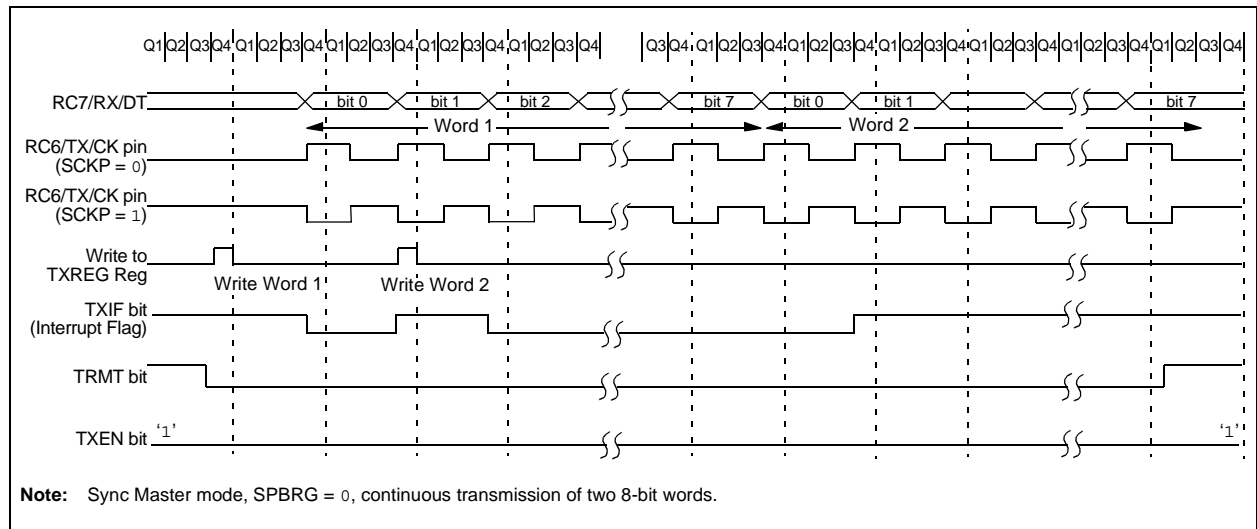 Q1 Q2 Q3 Q4 Q1 Q2 Q3 Q4 Q1 Q2 Q3 Q4 Q1 Q2 Q3 Q4 Q1 Q2 Q3 Q4 Q3 Q4 Q1 Q2 Q3 Q4 Q1 Q2 Q3 Q4 Q1 Q2 Q3 Q4 Q1 Q2 Q3 Q4 Q1 Q2 Q3 Q4 Q1 Q2 Q3 Q4
RC7/RX/DT bit 0 bit 1 bit 2 bit 7 bit 0 bit 1 bit 7
Word 1 Word 2
RC6/TX/CK pin
(SCKP = 0)
RC6/TX/CK pin
(SCKP = 1)
Write to
TXREG Reg
Write Word 1 Write Word 2
TXIF bit
(Interrupt Flag)
TRMT bit
TXEN bit ‘1’ ‘1’
Note: Sync Master mode, SPBRG = 0, continuous transmission of two 8-bit words.